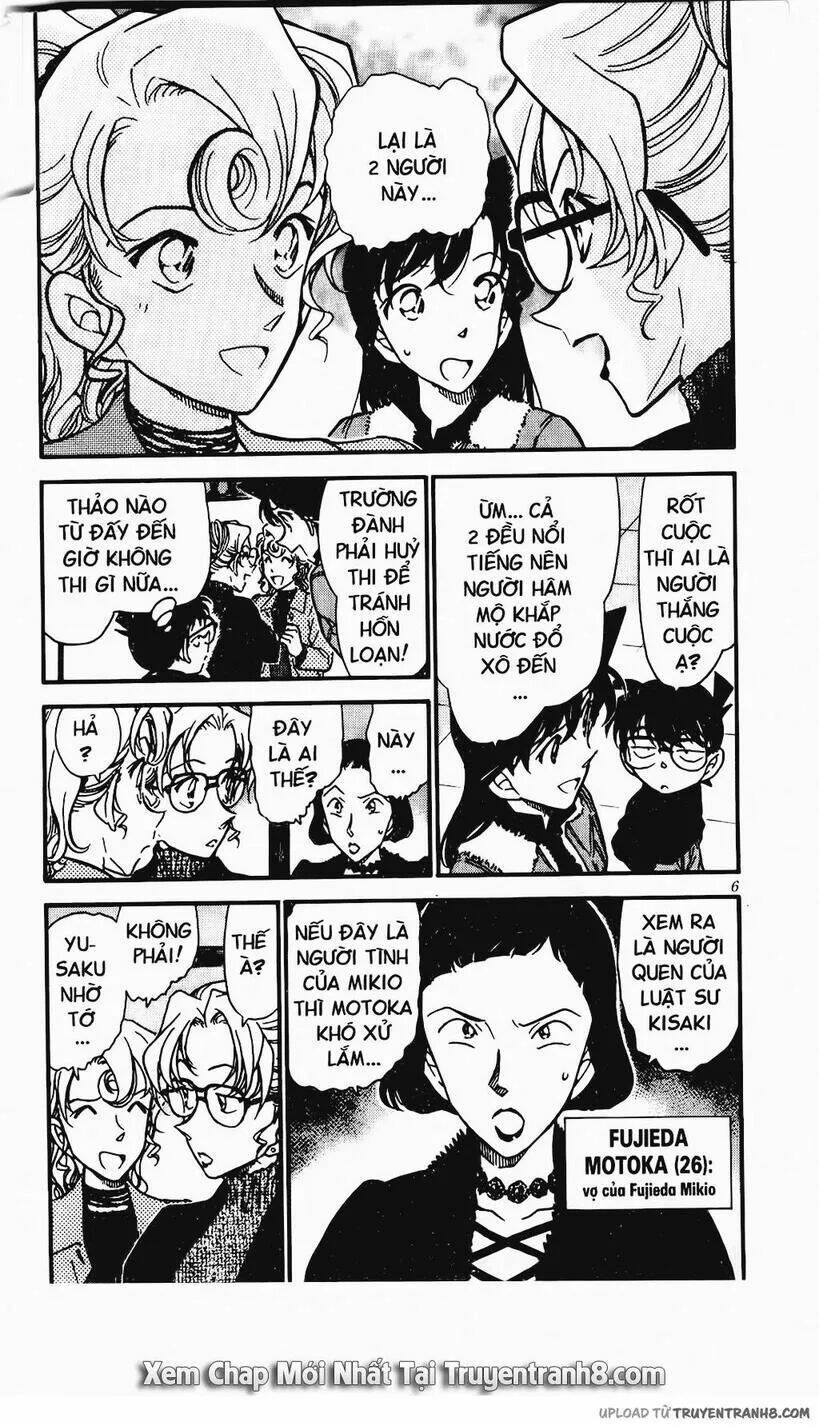 LẠI LÀ
2 NGƯỜI
NÀY...
RỐT
CUỘC
THÌ AI LÀ
NGƯỜI
THẮNG
CUỘC
Ạ?
ỪM... CẢ
2 ĐỀU NỔI
TIẾNG NÊN
NGƯỜI HÂM
MỘ KHẮP
NƯỚC ĐỔ
XÔ ĐẾN
...
TRƯỜNG
ĐÀNH
PHẢI HUỶ
THI ĐỂ
TRÁNH
HỖN
LOẠN!
THẢO NÀO
TỪ ĐẤY ĐẾN
GIỜ KHÔNG
THI GÌ NỮA...
NÀY
...
ĐÂY
LÀ AI
THẾ?
HẢ
?
6
XEM RA
LÀ NGƯỜI
QUEN CỦA
LUẬT SƯ
KISAKI
...
NẾU ĐÂY LÀ
NGƯỜI TÌNH
CỦA MIKIO
THÌ MOTOKA
KHÓ XỬ
LẮM...
FUJIEDA
MOTOKA (26):
vợ của Fujieda Mikio
THẾ
À?
KHÔNG
PHẢI!
YU-
SAKU
NHỜ
TỚ...
Xem Chap Mới Nhất Tại Truyentranh8.com
UPLOAD TỪ TRUYENTRANH8.COM